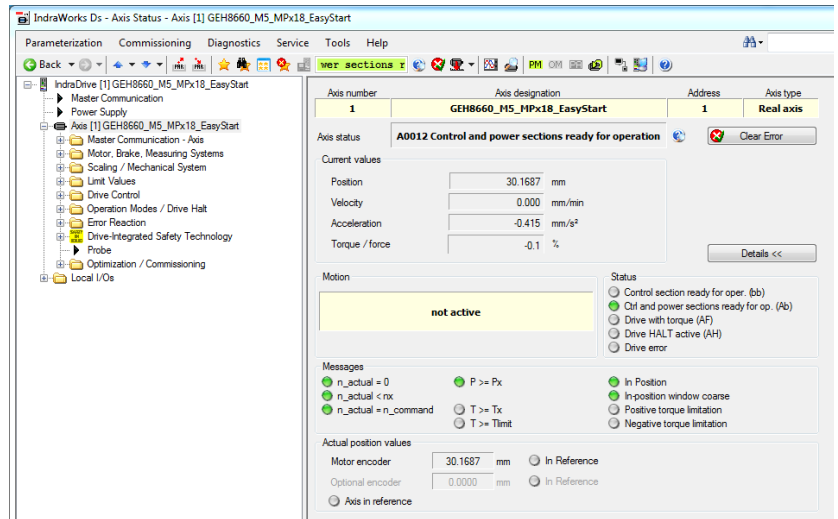 IndraWorks Ds - Axis Status - Axis [1] GEH8660_M5_MPx18_EasyStart
Parameterization Commissioning Diagnostics Service Tools Help
Back wer sections r PM OM
IndraDrive [1] GEH8660_M5_MPx18_EasyStart
Master Communication
Power Supply
Axis [1] GEH8660_M5_MPx18_EasyStart
Master Communication - Axis
Motor, Brake, Measuring Systems
Scaling / Mechanical System
Limit Values
Drive Control
Operation Modes / Drive Halt
Error Reaction
Drive-Integrated Safety Technology
Probe
Optimization / Commissioning
Local I/Os
Axis number Axis designation Address Axis type
1 GEH8660_M5_MPx18_EasyStart 1 Real axis
Axis status A0012 Control and power sections ready for operation Clear Error
Current values
Position 30.1687 mm
Velocity 0.000 mm/min
Acceleration -0.415 mm/s²
Torque / force -0.1 %
Details <<
Motion
not active
Status
Control section ready for oper. (bb)
Ctrl and power sections ready for op. (Ab)
Drive with torque (AF)
Drive HALT active (AH)
Drive error
Messages
n_actual = 0 P >= Px In Position
n_actual < nx In-position window coarse
n_actual = n_command T >= Tx Positive torque limitation
T >= Tlimit Negative torque limitation
Actual position values
Motor encoder 30.1687 mm In Reference
Optional encoder 0.0000 mm In Reference
Axis in reference